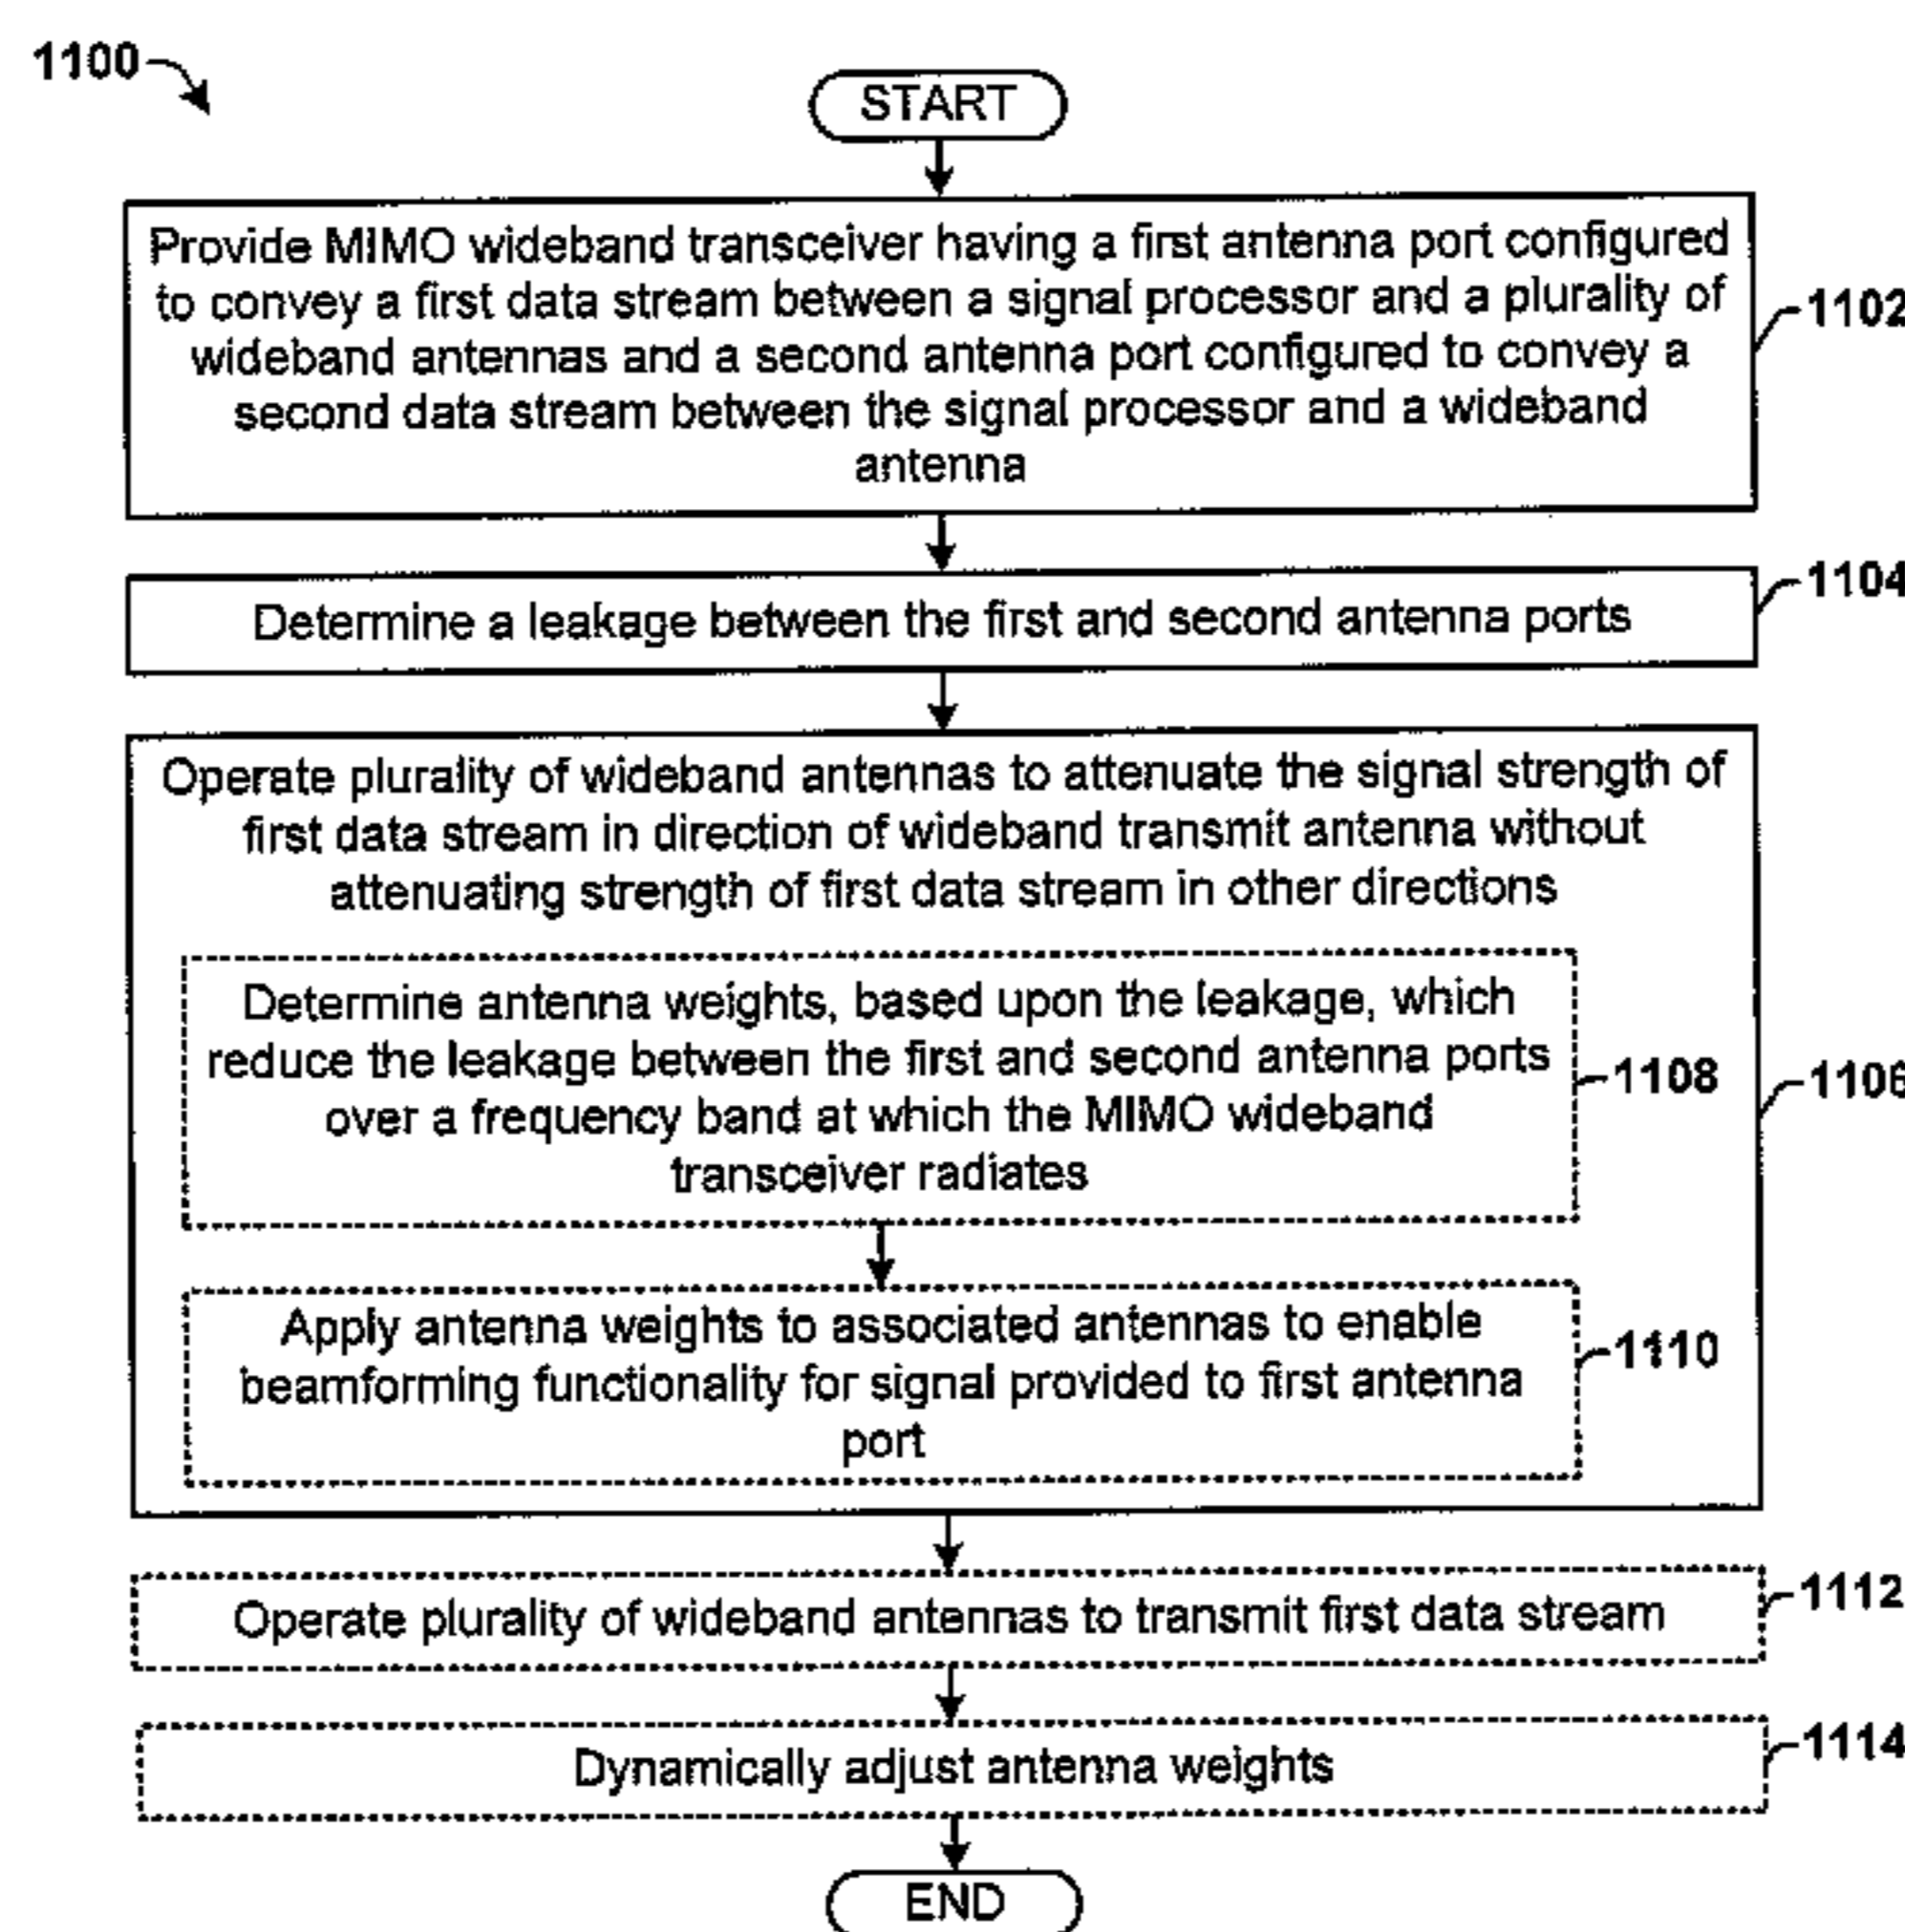 1100
START
Provide MIMO wideband transceiver having a first antenna port configured
to convey a first data stream between a signal processor and a plurality of
wideband antennas and a second antenna port configured to convey a
second data stream between the signal processor and a wideband
antenna
1102
Determine a leakage between the first and second antenna ports
1104
Operate plurality of wideband antennas to attenuate the signal strength of
first data stream in direction of wideband transmit antenna without
attenuating strength of first data stream in other directions
1106
Determine antenna weights, based upon the leakage, which
reduce the leakage between the first and second antenna ports
over a frequency band at which the MIMO wideband
transceiver radiates
1108
Apply antenna weights to associated antennas to enable
beamforming functionality for signal provided to first antenna
port
1110
Operate plurality of wideband antennas to transmit first data stream
1112
Dynamically adjust antenna weights
1114
END